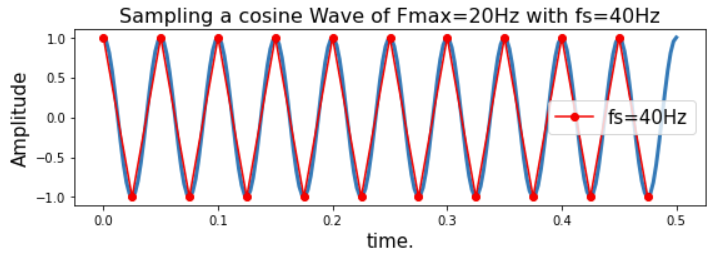 Sampling a cosine Wave of Fmax=20Hz with fs=40Hz
1.0
0.5
0.0
−0.5
−1.0
Amplitude
fs=40Hz
0.0 0.1 0.2 0.3 0.4 0.5
time.